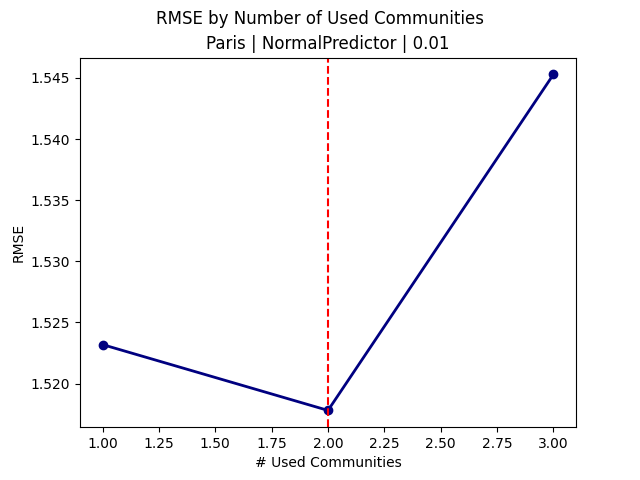 RMSE by Number of Used Communities
Paris | NormalPredictor | 0.01
1.545
1.540
1.535
1.530
1.525
1.520
RMSE
1.00 1.25 1.50 1.75 2.00 2.25 2.50 2.75 3.00
# Used Communities